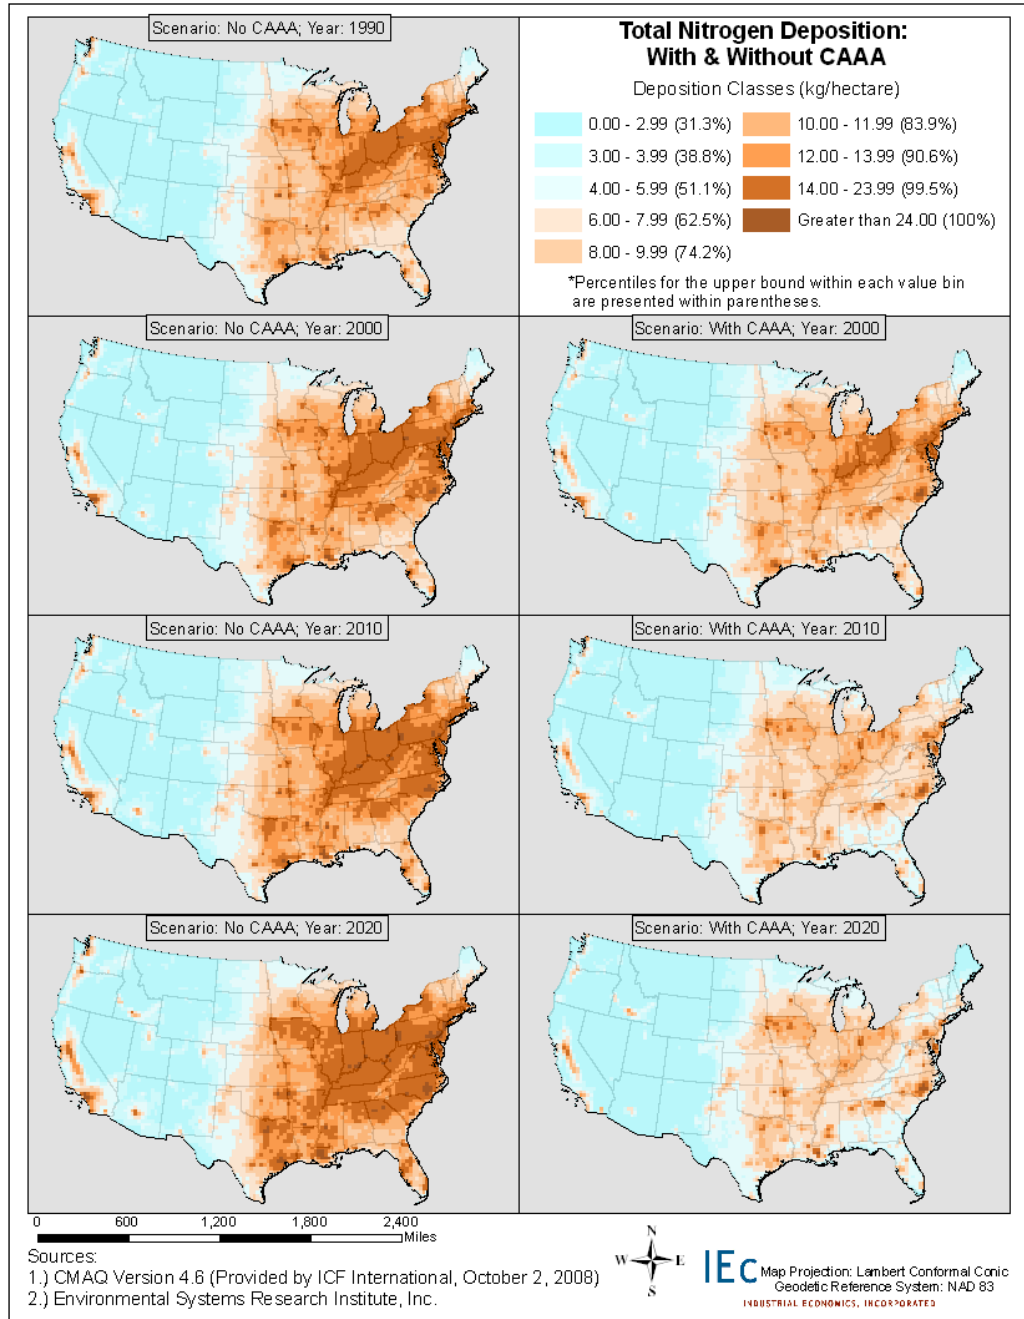 Scenario: No CAAA; Year: 1990
Total Nitrogen Deposition:
With & Without CAAA
Deposition Classes (kg/hectare)
0.00 - 2.99 (31.3%)
3.00 - 3.99 (38.8%)
4.00 - 5.99 (51.1%)
6.00 - 7.99 (62.5%)
8.00 - 9.99 (74.2%)
10.00 - 11.99 (83.9%)
12.00 - 13.99 (90.6%)
14.00 - 23.99 (99.5%)
Greater than 24.00 (100%)
*Percentiles for the upper bound within each value bin
are presented within parentheses.
Scenario: No CAAA; Year: 2000
Scenario: With CAAA; Year: 2000
Scenario: No CAAA; Year: 2010
Scenario: With CAAA; Year: 2010
Scenario: No CAAA; Year: 2020
Scenario: With CAAA; Year: 2020
0 600 1,200 1,800 2,400
Miles
Sources:
1.) CMAQ Version 4.6 (Provided by ICF International, October 2, 2008)
2.) Environmental Systems Research Institute, Inc.
N
W E
S
IEc
INDUSTRIAL ECONOMICS, INCORPORATED
Map Projection: Lambert Conformal Conic
Geodetic Reference System: NAD 83